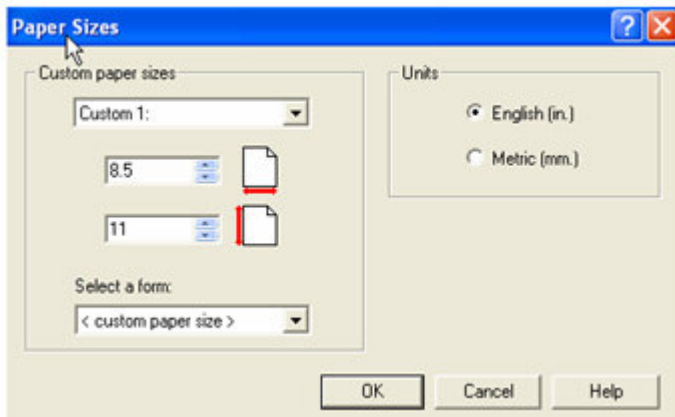 Paper Sizes
Custom paper sizes
Custom 1:
8.5
11
Select a form:
< custom paper size >
Units
English (in.)
Metric (mm.)
OK
Cancel
Help